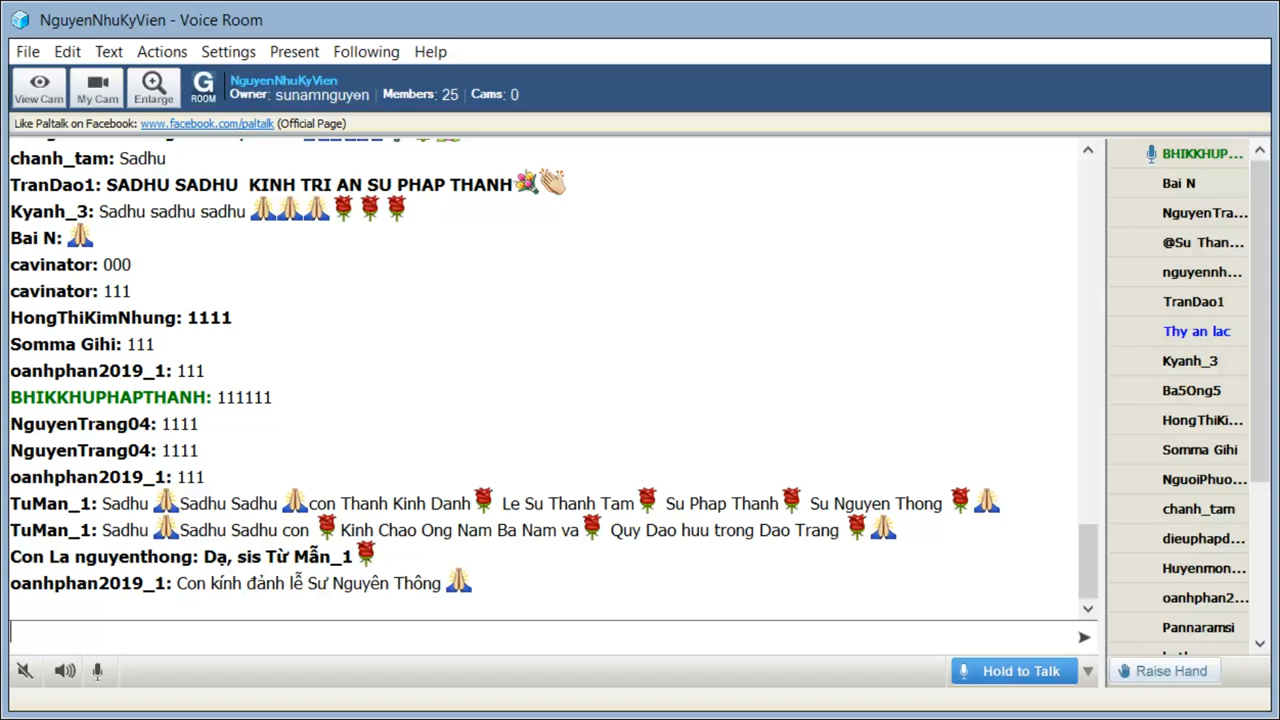 NguyenNhuKyVien - Voice Room
File Edit Text Actions Settings Present Following Help
View Cam My Cam Enlarge G ROOM NguyenNhuKyVien
Owner: sunamnguyen | Members: 25 | Cams: 0
Like Paltalk on Facebook: www.facebook.com/paltalk (Official Page)
chanh_tam: Sadhu
TranDao1: SADHU SADHU KINH TRI AN SU PHAP THANH💐👏
Kyanh_3: Sadhu sadhu sadhu 🙏🙏🙏🌹🌹🌹
Bai N: 🙏
cavinator: 000
cavinator: 111
HongThiKimNhung: 1111
Somma Gihi: 111
oanhphan2019_1: 111
BHIKKHUPHAPTHANH: 111111
NguyenTrang04: 1111
NguyenTrang04: 1111
oanhphan2019_1: 111
TuMan_1: Sadhu 🙏Sadhu Sadhu 🙏con Thanh Kinh Danh🌹 Le Su Thanh Tam🌹 Su Phap Thanh🌹 Su Nguyen Thong 🌹🙏
TuMan_1: Sadhu 🙏Sadhu Sadhu con 🌹Kinh Chao Ong Nam Ba Nam va🌹 Quy Dao huu trong Dao Trang 🌹🙏
Con La nguyenthong: Dạ, sis Từ Mẫn_1🌹
oanhphan2019_1: Con kính đảnh lễ Sư Nguyên Thông 🙏
BHIKKHUP...
Bai N
NguyenTra...
@Su Than...
nguyennh...
TranDao1
Thy an lac
Kyanh_3
Ba5Ong5
HongThiKi...
Somma Gihi
NguoiPhuo...
chanh_tam
dieuphapd...
Huyenmon...
oanhphan2...
Pannaramsi
Hold to Talk
Raise Hand